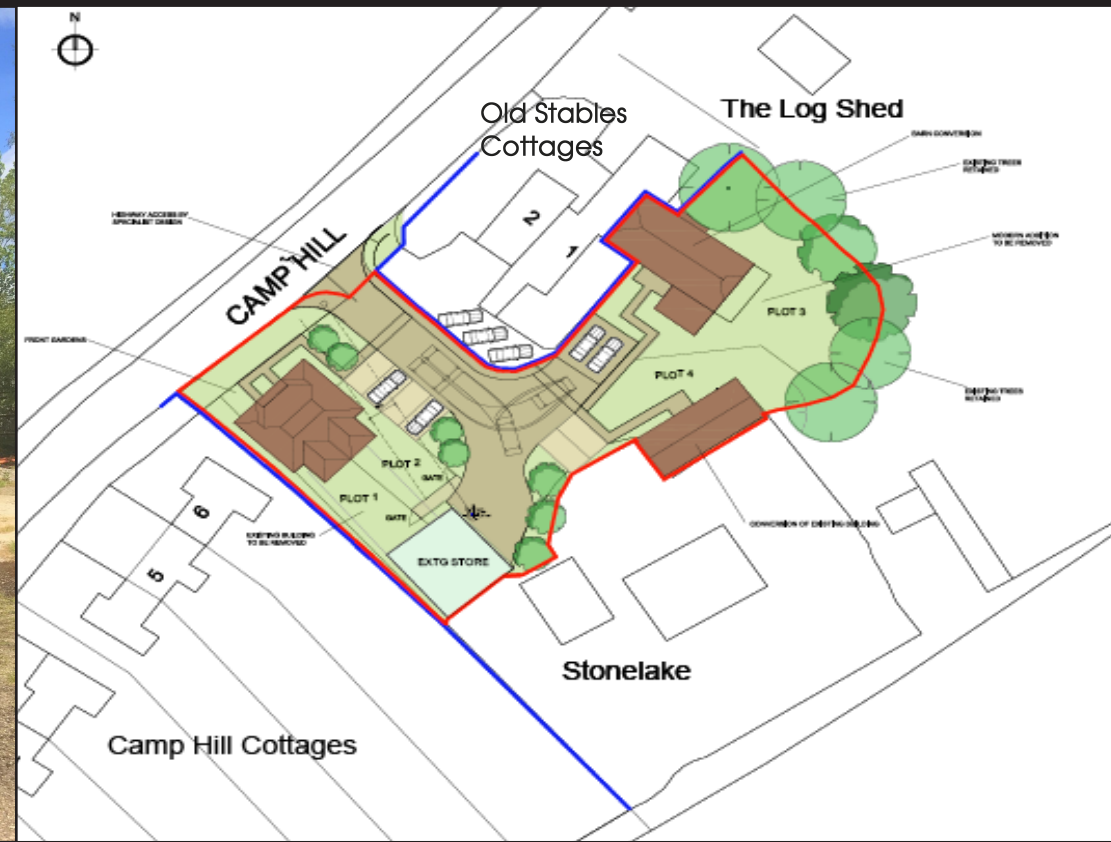 N
Old Stables
Cottages
The Log Shed
BARN CONVERSION
EXISTING TREES
RETAINED
HIGHWAY ACCESS BY
SPECIALIST DESIGN
2
1
MODERN ADDITION
TO BE REMOVED
CAMP HILL
PLOT 3
FRONT GARDENS
PLOT 4
EXISTING TREES
RETAINED
PLOT 2
GATE
PLOT 1
GATE
6
EXISTING BUILDING
TO BE REMOVED
CONVERSION OF EXISTING BUILDING
EXTG STORE
5
Stonelake
Camp Hill Cottages